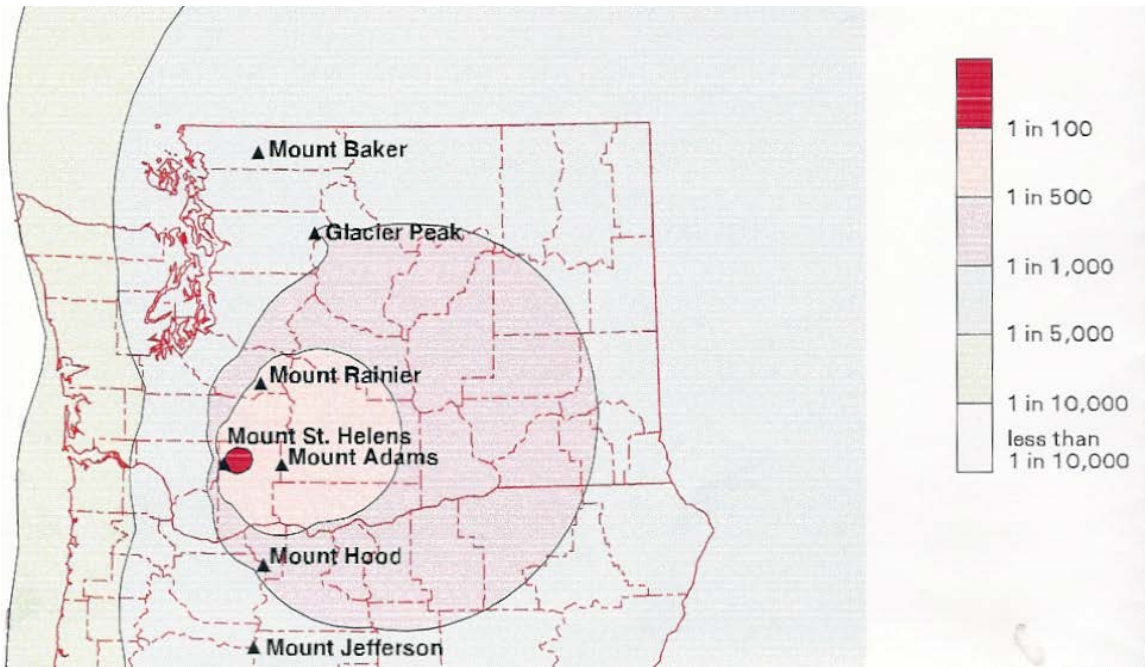 Mount Baker
Glacier Peak
Mount Rainier
Mount St. Helens
Mount Adams
Mount Hood
Mount Jefferson
1 in 100
1 in 500
1 in 1,000
1 in 5,000
1 in 10,000
less than
1 in 10,000